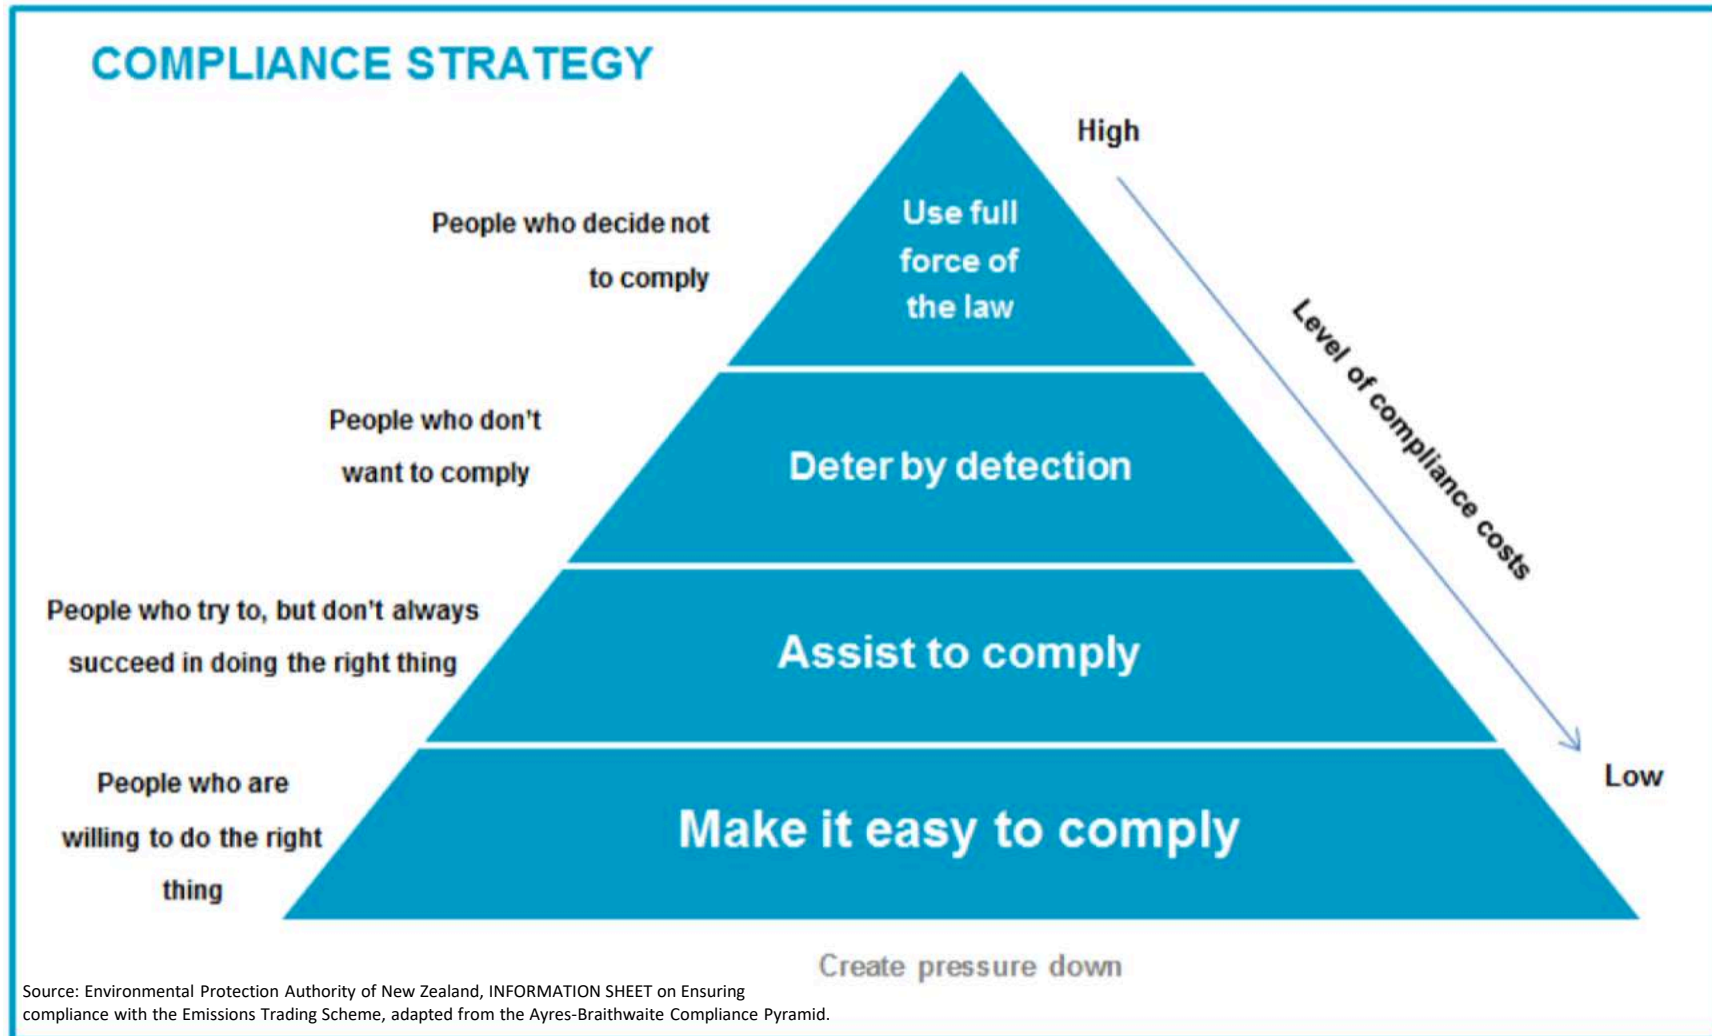 COMPLIANCE STRATEGY
High
People who decide not
to comply
Use full
force of
the law
Level of compliance costs
People who don't
want to comply
Deter by detection
People who try to, but don't always
succeed in doing the right thing
Assist to comply
Low
People who are
willing to do the right
thing
Make it easy to comply
Create pressure down
Source: Environmental Protection Authority of New Zealand, INFORMATION SHEET on Ensuring
compliance with the Emissions Trading Scheme, adapted from the Ayres-Braithwaite Compliance Pyramid.